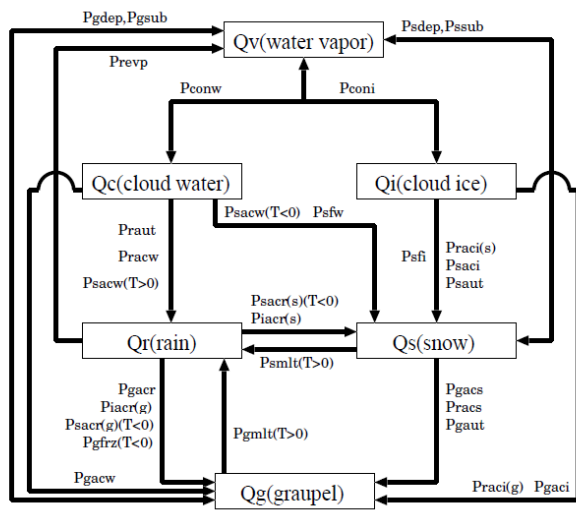 Pgdep,Pgsub
Psdep,Pssub
Qv(water vapor)
Prevp
Pconw
Pconi
Qc(cloud water)
Qi(cloud ice)
Psacw(T<0) Psfw
Praut
Pracw
Psacw(T>0)
Psfi
Praci(s)
Psaci
Psaut
Psacr(s)(T<0)
Piacr(s)
Qr(rain)
Qs(snow)
Psmlt(T>0)
Pgacr
Piacr(g)
Psacr(g)(T<0)
Pgfrz(T<0)
Pgmlt(T>0)
Pgacs
Pracs
Pgaut
Pgacw
Qg(graupel)
Praci(g) Pgaci